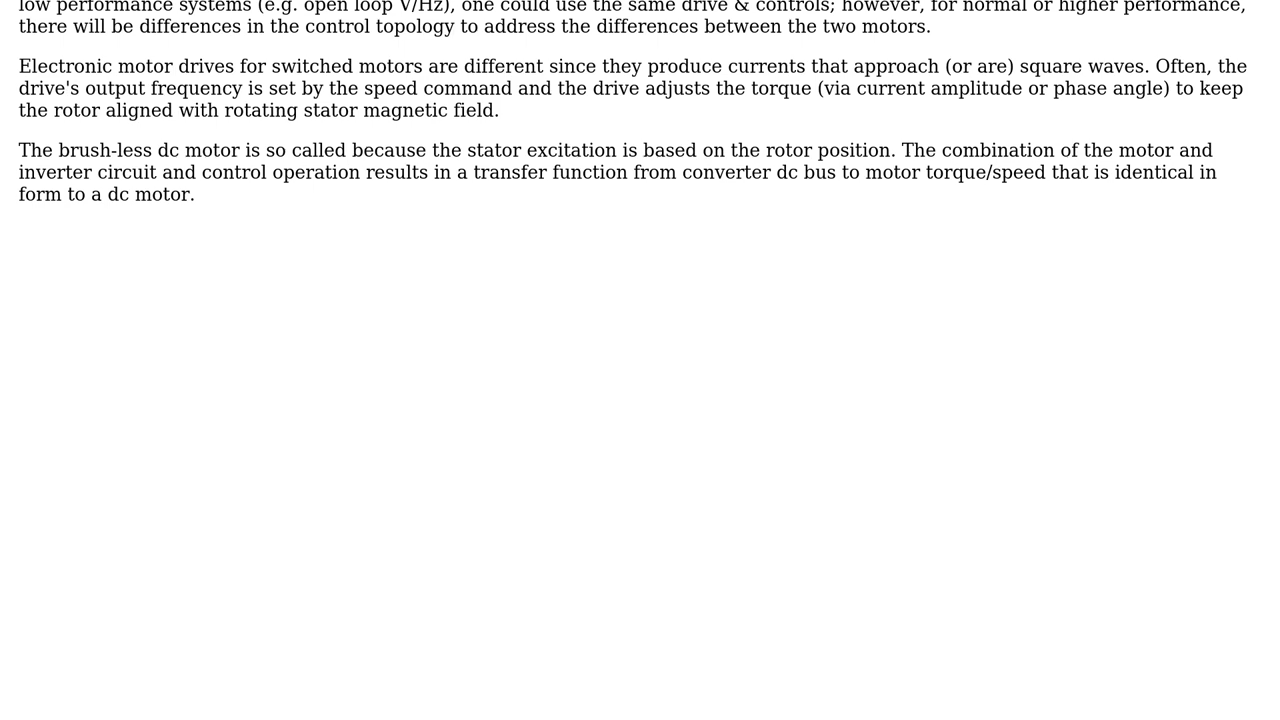 low performance systems (e.g. open loop V/Hz), one could use the same drive & controls; however, for normal or higher performance,
there will be differences in the control topology to address the differences between the two motors.
Electronic motor drives for switched motors are different since they produce currents that approach (or are) square waves. Often, the
drive's output frequency is set by the speed command and the drive adjusts the torque (via current amplitude or phase angle) to keep
the rotor aligned with rotating stator magnetic field.
The brush-less dc motor is so called because the stator excitation is based on the rotor position. The combination of the motor and
inverter circuit and control operation results in a transfer function from converter dc bus to motor torque/speed that is identical in
form to a dc motor.